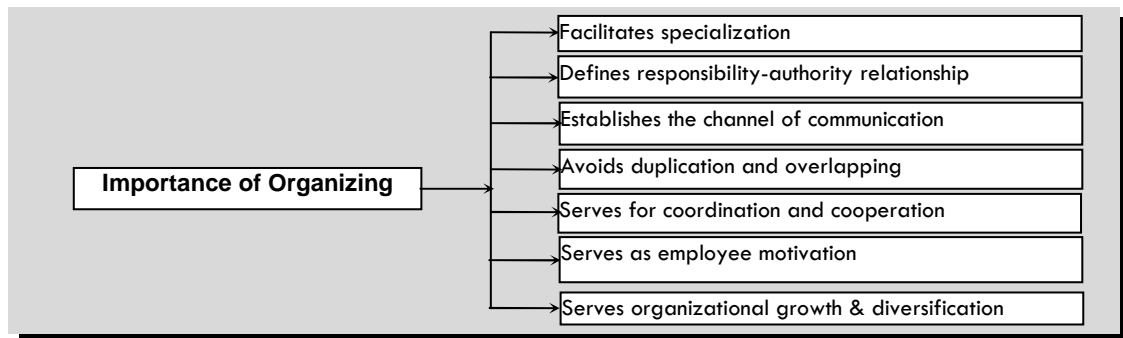 Facilitates specialization
Defines responsibility-authority relationship
Establishes the channel of communication
Avoids duplication and overlapping
Importance of Organizing
Serves for coordination and cooperation
Serves as employee motivation
Serves organizational growth & diversification